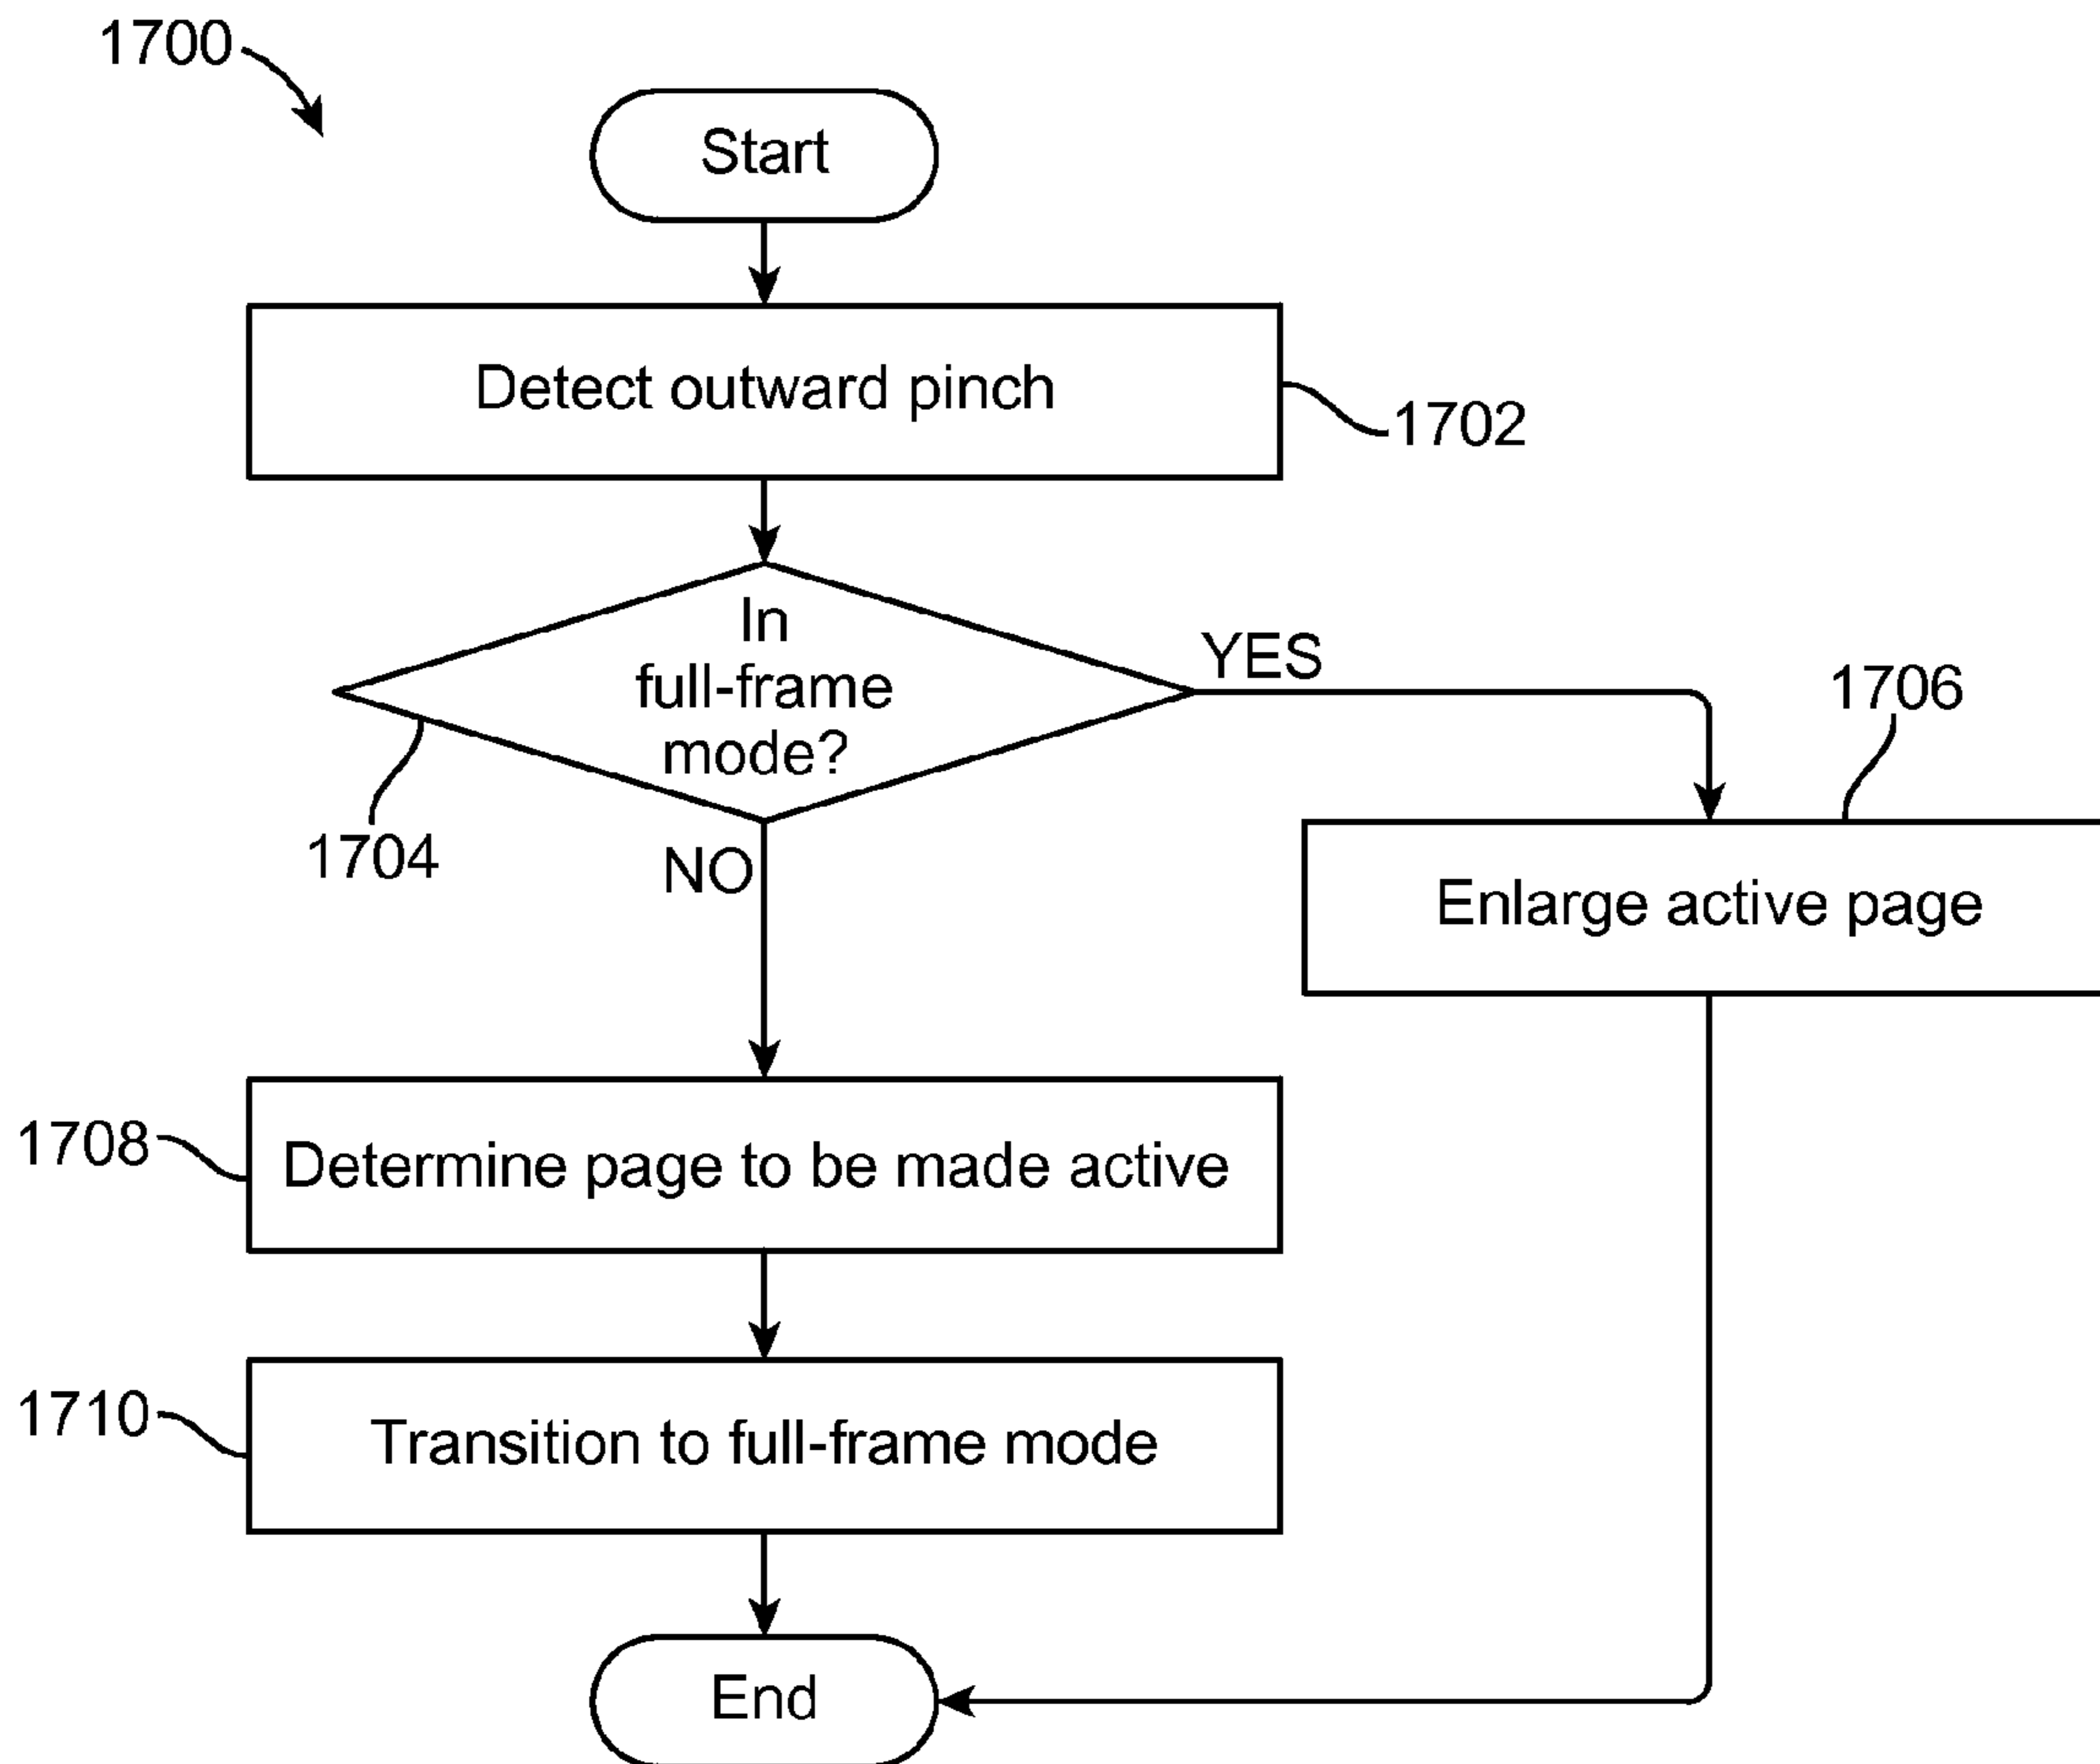 1700
Start
Detect outward pinch
1702
In
full-frame
mode?
YES
1704
NO
1706
Enlarge active page
1708
Determine page to be made active
1710
Transition to full-frame mode
End